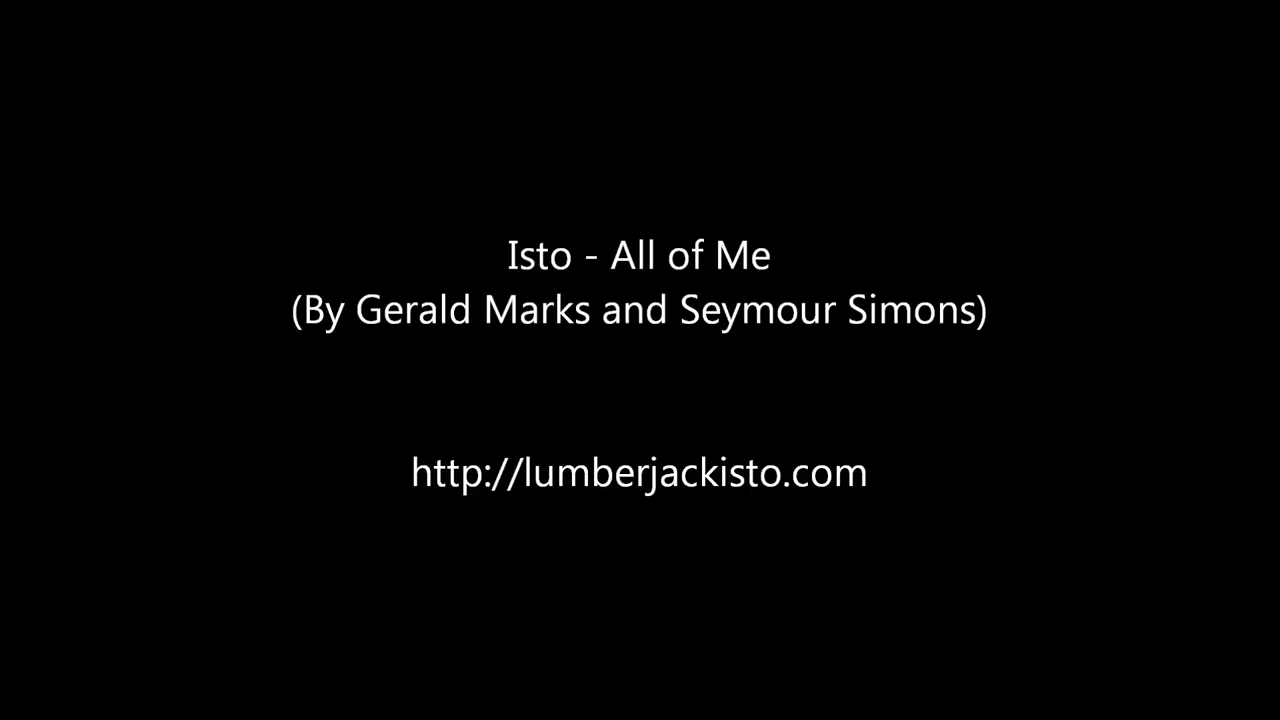 Isto - All of Me
(By Gerald Marks and Seymour Simons)
http://lumberjackisto.com